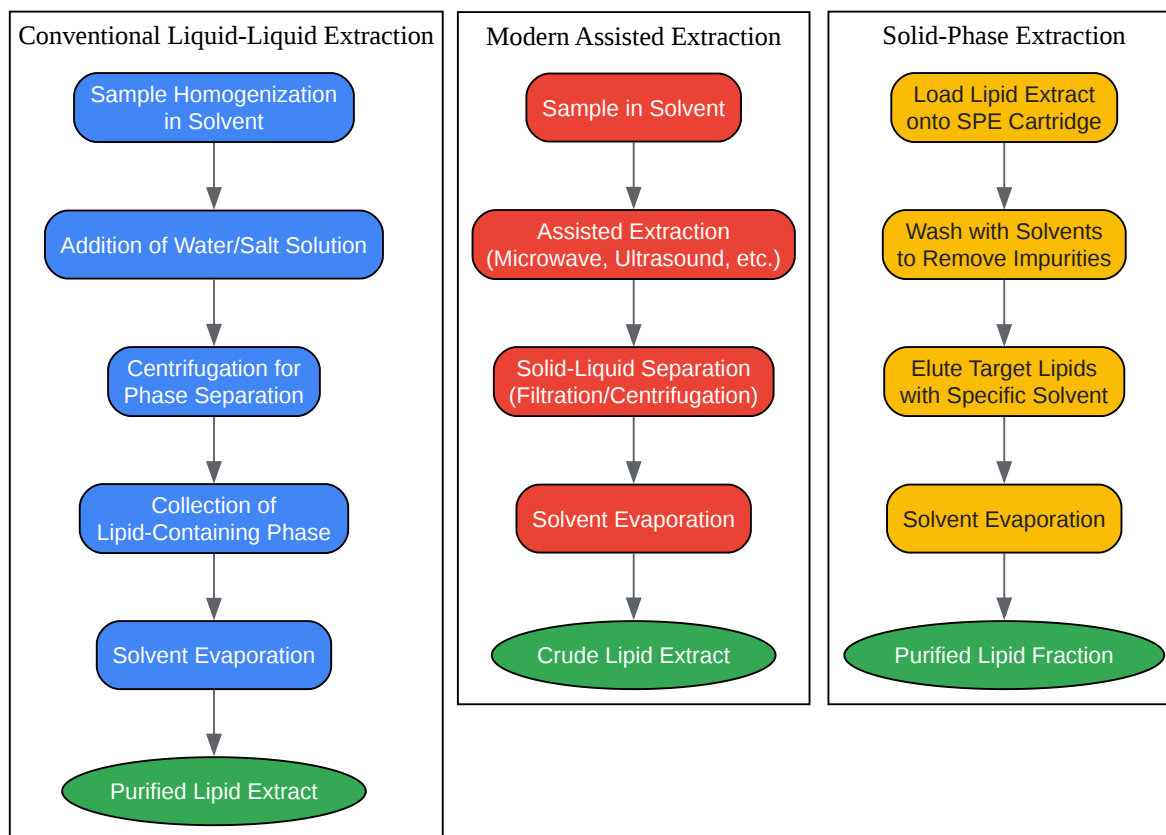 Conventional Liquid-Liquid Extraction
Sample Homogenization
in Solvent
Addition of Water/Salt Solution
Centrifugation for
Phase Separation
Collection of
Lipid-Containing Phase
Solvent Evaporation
Purified Lipid Extract
Modern Assisted Extraction
Sample in Solvent
Assisted Extraction
(Microwave, Ultrasound, etc.)
Solid-Liquid Separation
(Filtration/Centrifugation)
Solvent Evaporation
Crude Lipid Extract
Solid-Phase Extraction
Load Lipid Extract
onto SPE Cartridge
Wash with Solvents
to Remove Impurities
Elute Target Lipids
with Specific Solvent
Solvent Evaporation
Purified Lipid Fraction